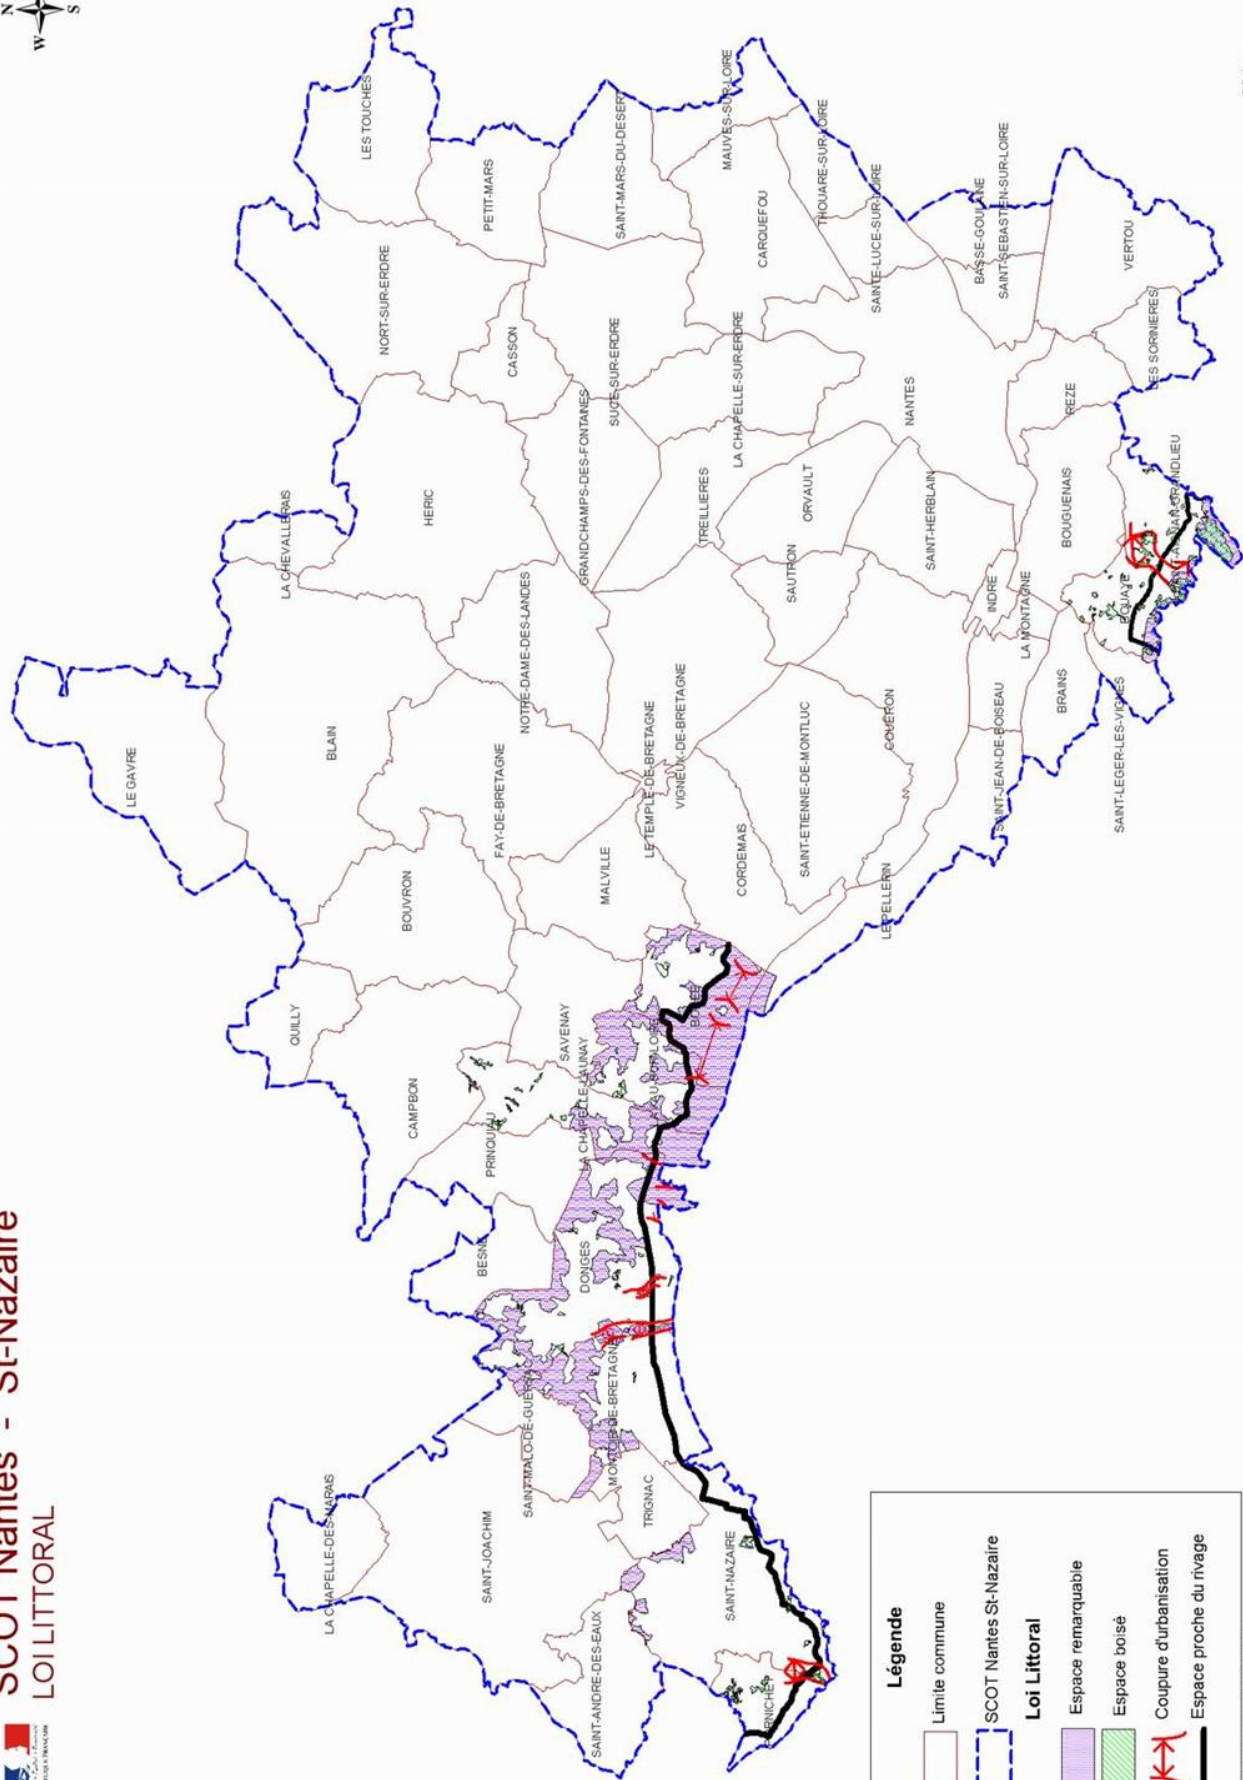 SCOT Nantes - St-Nazaire
LOI LITTORAL
N
W
S
LES TOUCHES
NORT-SUR-ERDRE
PETIT-MARS
LE GAVRE
LA CHEVALLERAIS
HERIC
CASSON
SAINT-MARS-DU-DESERT
BLAIN
NOTRE-DAME-DES-LANDES
GRANDCHAMPS-DES-FONTAINES
SUCE-SUR-ERDRE
MAUVES-SUR-LOIRE
CARQUEFOU
THOUARE-SUR-LOIRE
QUILLY
BOUVRON
FAY-DE-BRETAGNE
TREILLIERES
LA CHAPELLE-SUR-ERDRE
SAINTE-LUCE-SUR-LOIRE
CAMPBON
MALVILLE
LE TEMPLE-DE-BRETAGNE
VIGNEUX-DE-BRETAGNE
SAUTRON
ORVAULT
NANTES
BASSE-GOULAINE
SAINT-SEBASTIEN-SUR-LOIRE
SAVENAY
PRINQUIAU
LA CHAPELLE-LAUNAY
CORDEMAIS
SAINT-ETIENNE-DE-MONTLUC
COUERON
SAINT-HERBLAIN
INDRE
VERTOU
REZE
LES SORINIERES
BESNE
DONGES
LE PELLERIN
SAINT-JEAN-DE-BOISEAU
LA MONTAGNE
BOUGUENAIS
BRAINS
BOUAYE
SAINT-LEGER-LES-VIGNES
LA CHAPELLE-DES-MARAIS
SAINT-JOACHIM
SAINT-MALO-DE-GUERSAC
MONTOIR-DE-BRETAGNE
TRIGNAC
SAINT-ANDRE-DES-EAUX
SAINT-NAZAIRE
Légende
Limite commune
SCOT Nantes St-Nazaire
Loi Littoral
Espace remarquable
Espace boisé
Coupure d'urbanisation
Espace proche du rivage